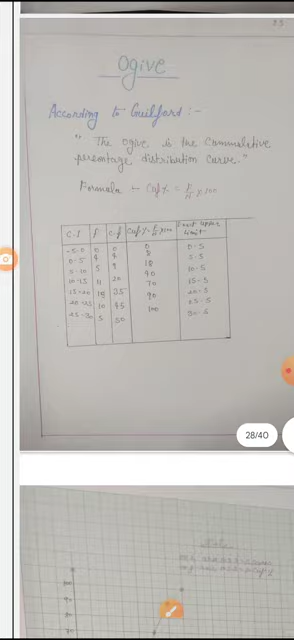 Ogive
According to Guilford :-
" The Ogive is the Cummulative
percentage distribution Curve."
Formula - Cuf% = F/N x 100
C.I f C.f Cuf% = F/N x 100 Exact Upper Limit
-5-0 0 0 0 0-5
0-5 4 4 8 5-5
5-10 5 9 18 10-5
10-15 11 20 40 15-5
15-20 15 35 70 20-5
20-25 10 45 90 25-5
25-30 5 50 100 30-5
28/40